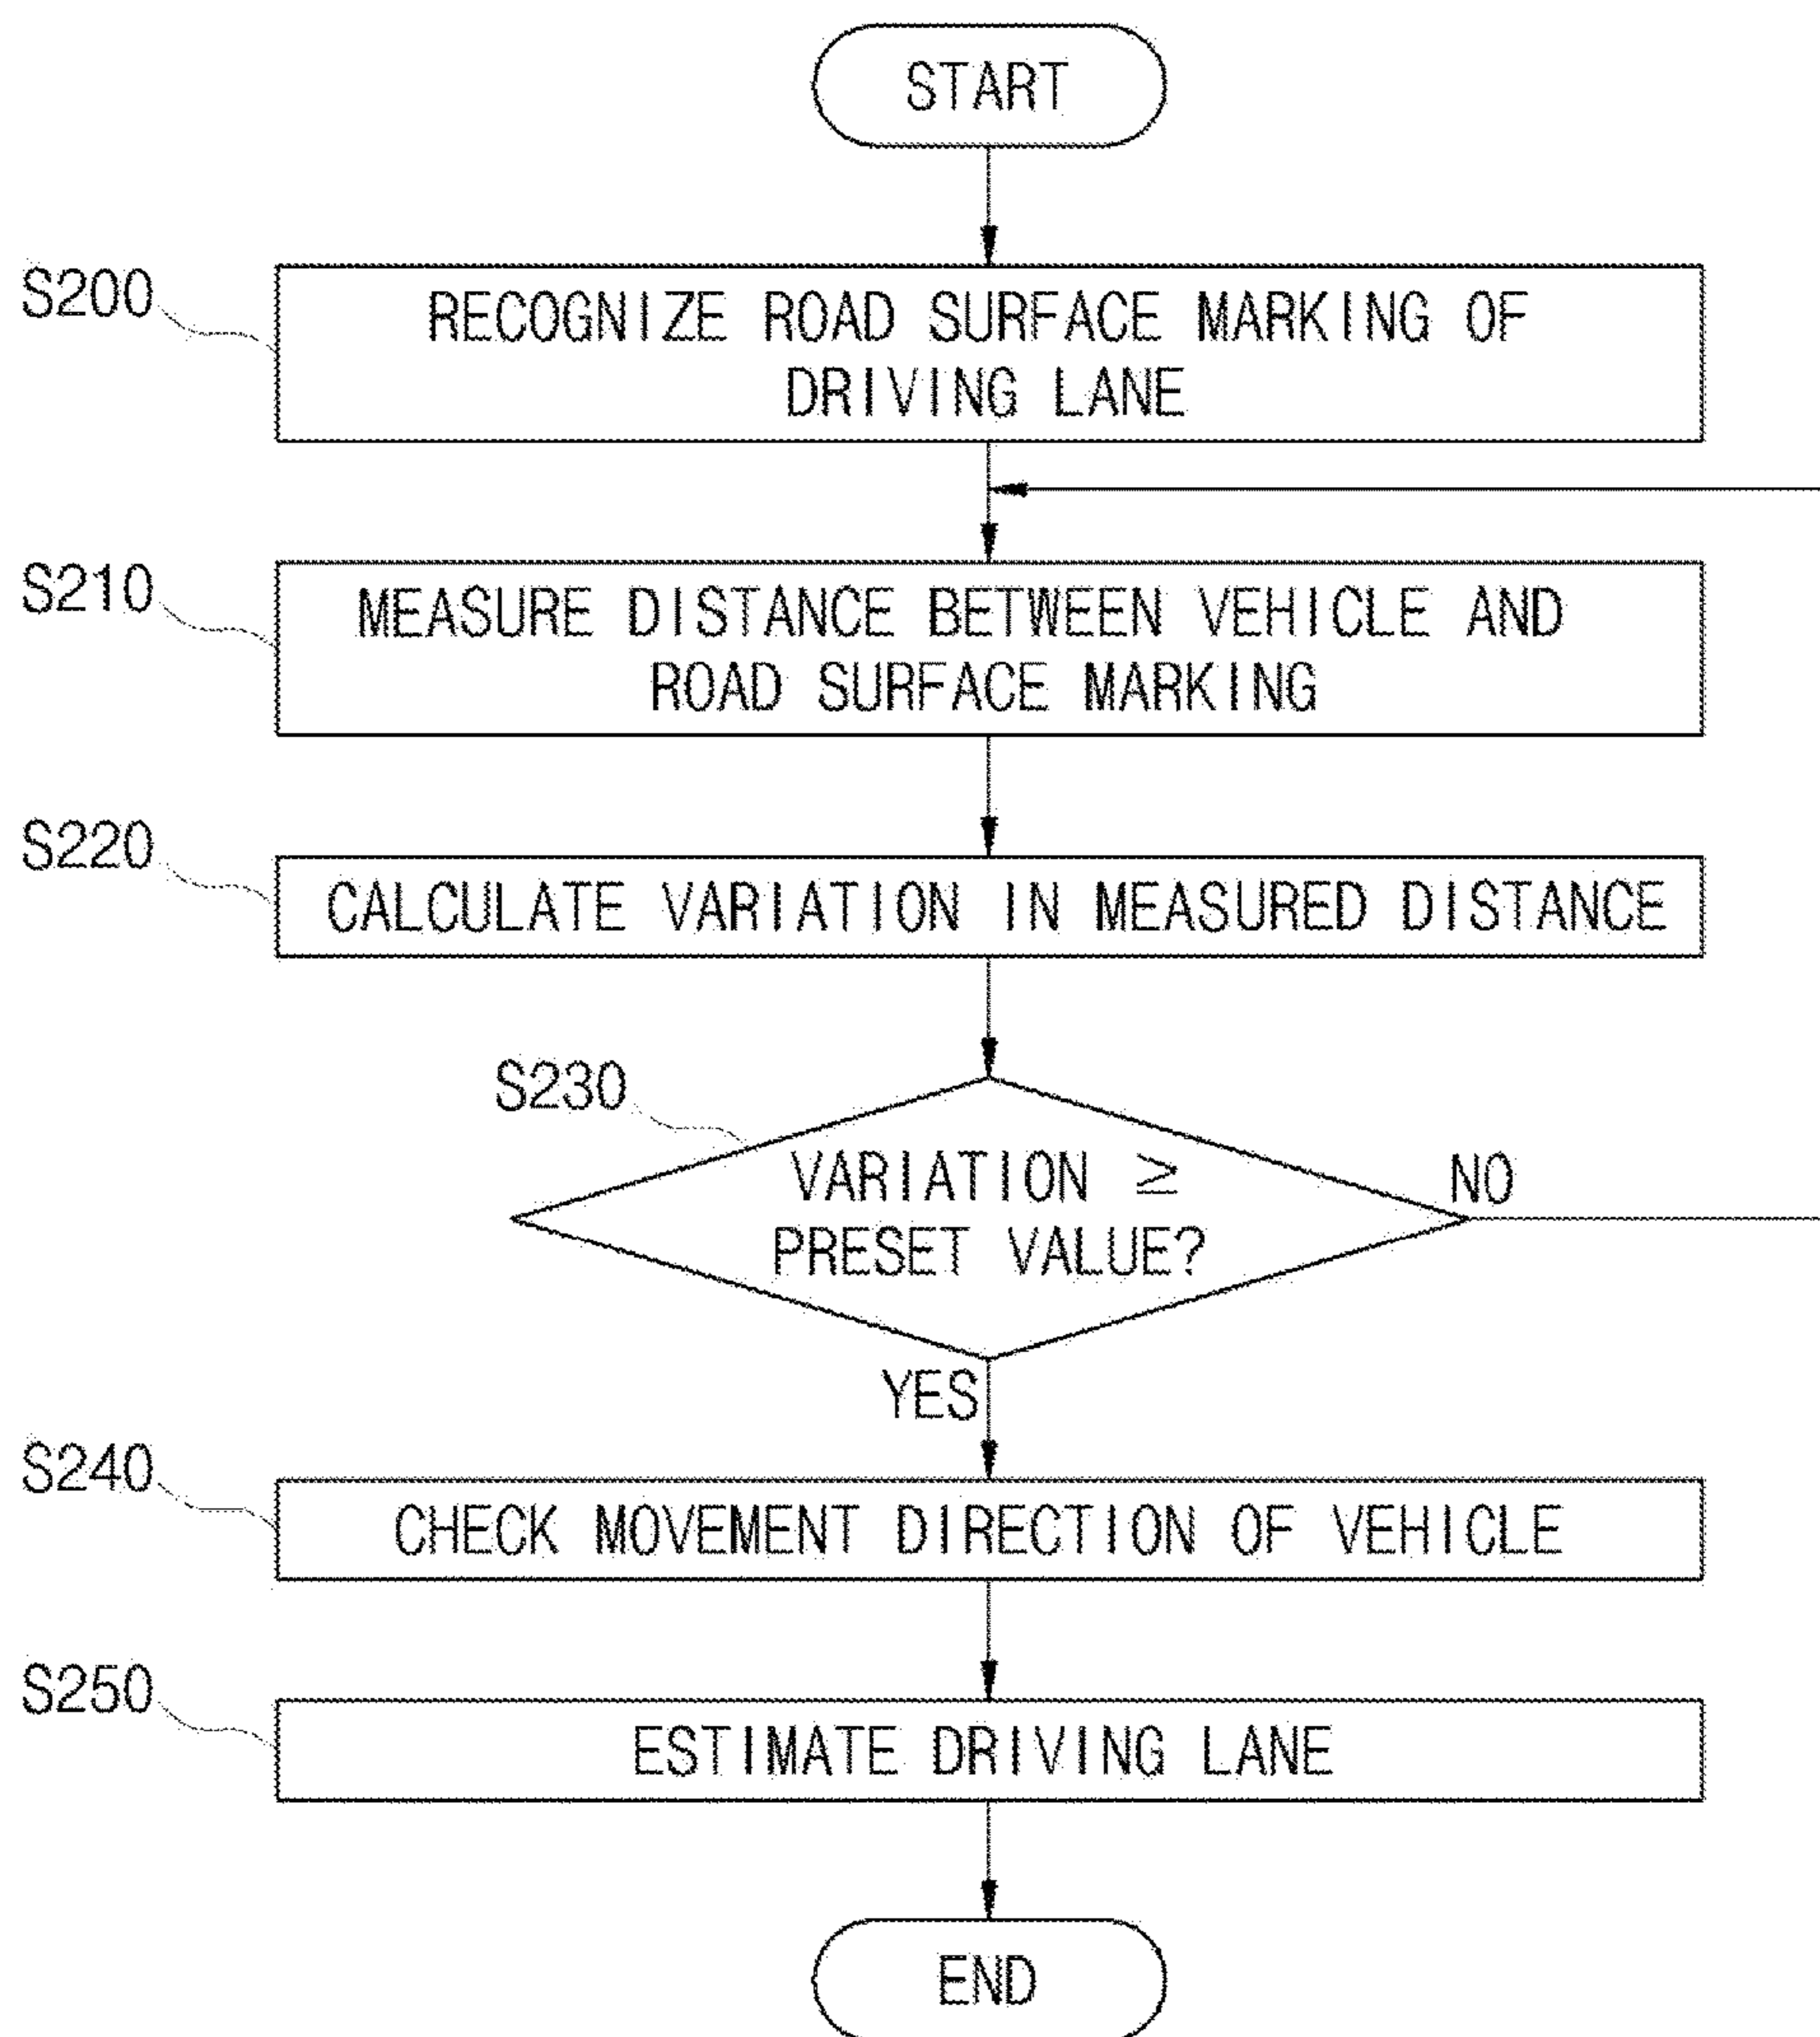 START
S200
RECOGNIZE ROAD SURFACE MARKING OF
DRIVING LANE
S210
MEASURE DISTANCE BETWEEN VEHICLE AND
ROAD SURFACE MARKING
S220
CALCULATE VARIATION IN MEASURED DISTANCE
S230
VARIATION ≥
PRESET VALUE?
NO
YES
S240
CHECK MOVEMENT DIRECTION OF VEHICLE
S250
ESTIMATE DRIVING LANE
END